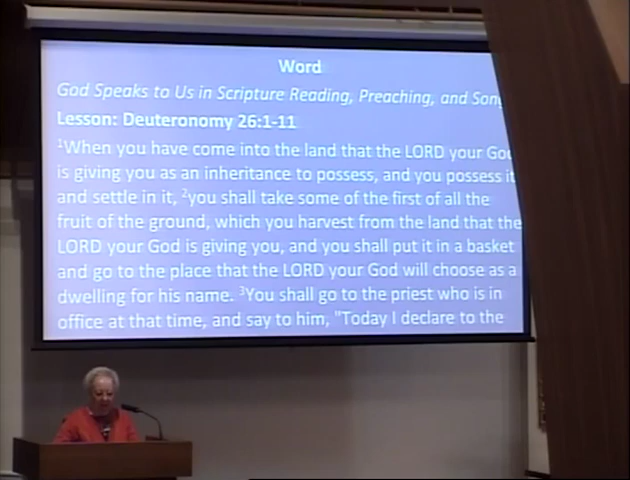 Word
God Speaks to Us in Scripture Reading, Preaching, and Song
Lesson: Deuteronomy 26:1-11
¹When you have come into the land that the LORD your God
is giving you as an inheritance to possess, and you possess it
and settle in it, ²you shall take some of the first of all the
fruit of the ground, which you harvest from the land that the
LORD your God is giving you, and you shall put it in a basket
and go to the place that the LORD your God will choose as a
dwelling for his name. ³You shall go to the priest who is in
office at that time, and say to him, "Today I declare to the